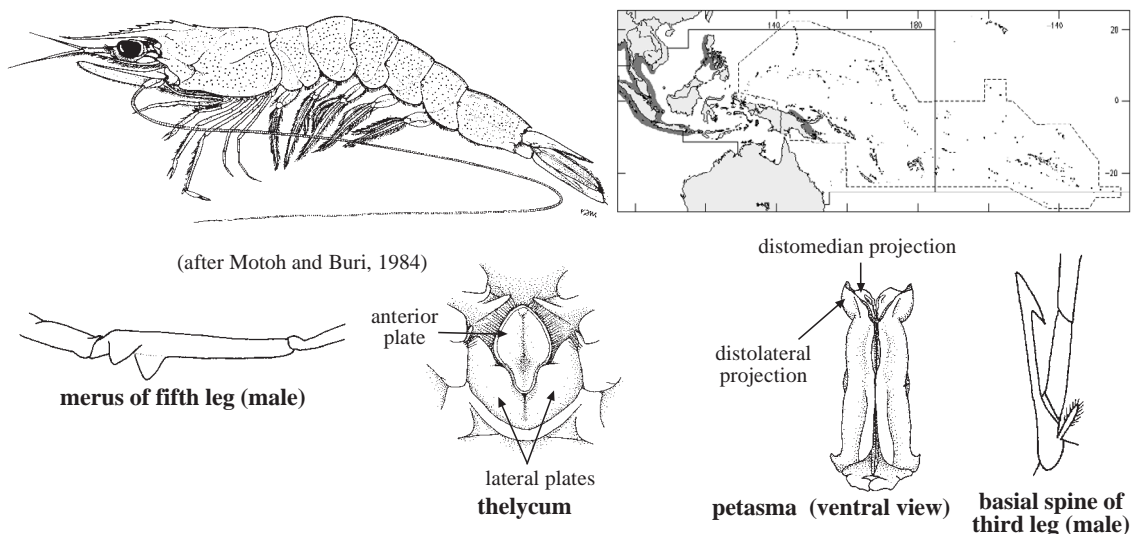 140
180
-140
20
0
-20
(after Motoh and Buri, 1984)
distomedian projection
anterior
plate
distolateral
projection
merus of fifth leg (male)
lateral plates
thelycum
petasma (ventral view)
basial spine of
third leg (male)